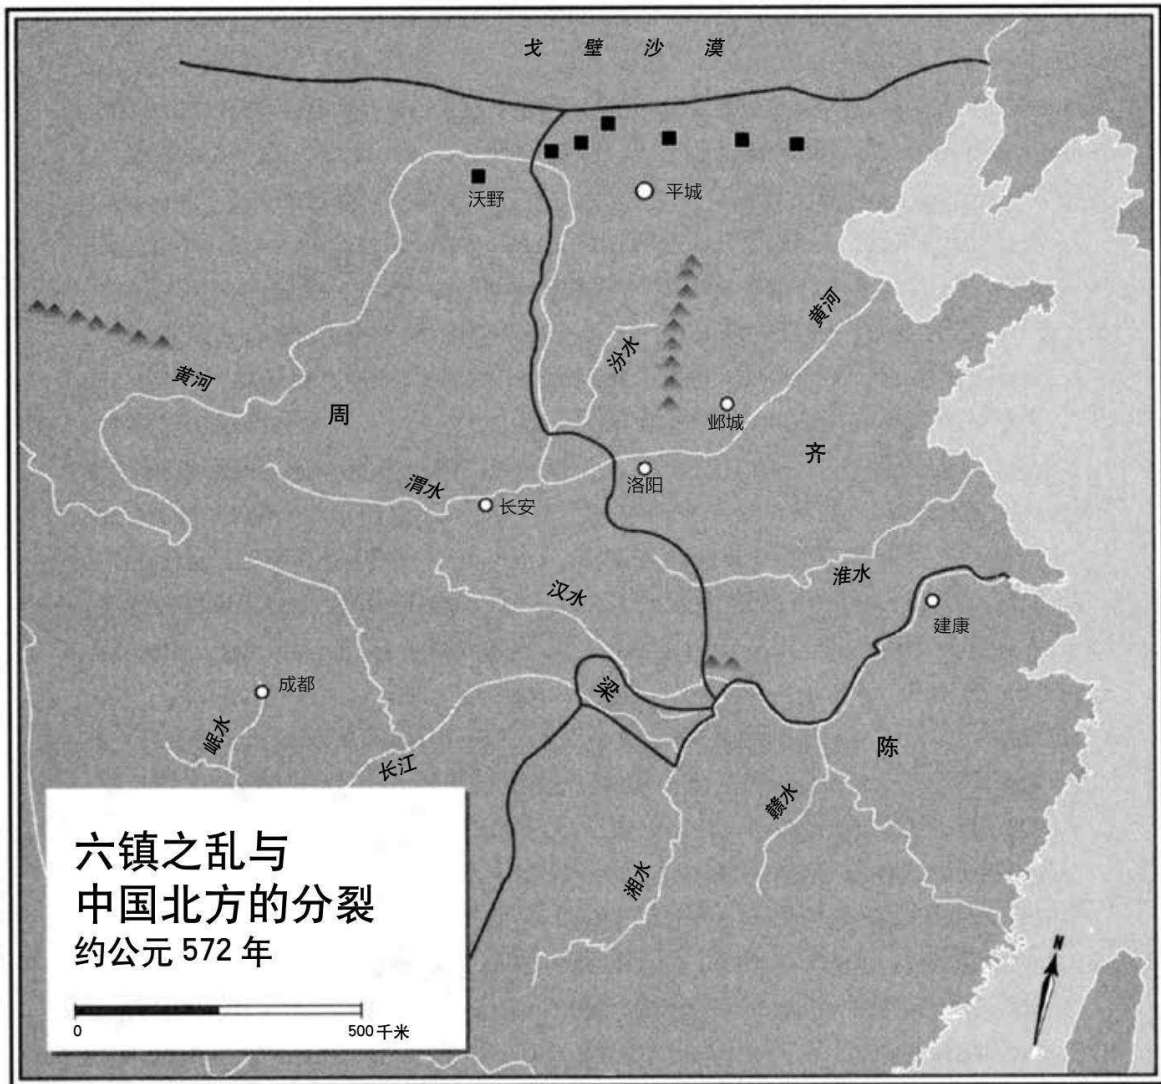 戈壁沙漠
沃野
平城
黄河
汾水
黄河
周
邺城
齐
渭水
长安
洛阳
汉水
淮水
建康
成都
梁
岷水
长江
陈
赣水
湘水
六镇之乱与
中国北方的分裂
约公元 572 年
0 500 千米
N